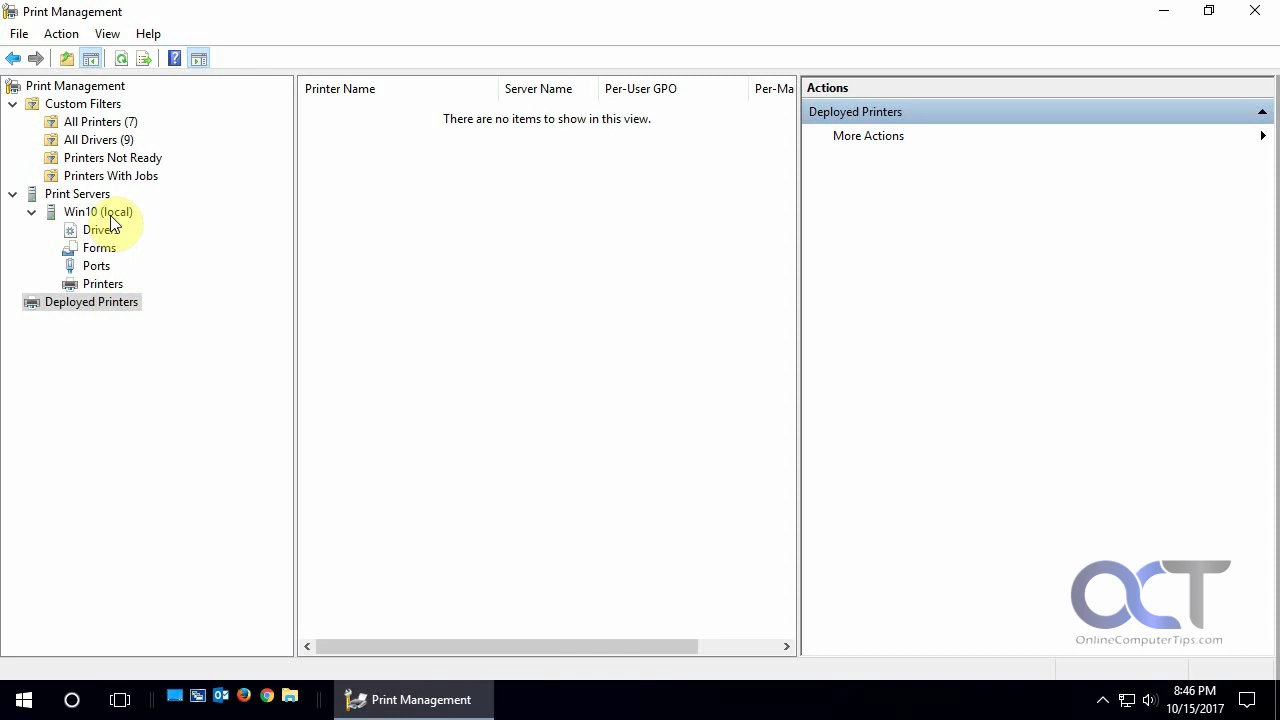 Print Management
File Action View Help
Print Management
Custom Filters
All Printers (7)
All Drivers (9)
Printers Not Ready
Printers With Jobs
Print Servers
Win10 (local)
Drivers
Forms
Ports
Printers
Deployed Printers
Printer Name Server Name Per-User GPO Per-Ma
There are no items to show in this view.
Actions
Deployed Printers
More Actions
OCT
OnlineComputerTips.com
Print Management
8:46 PM
10/15/2017